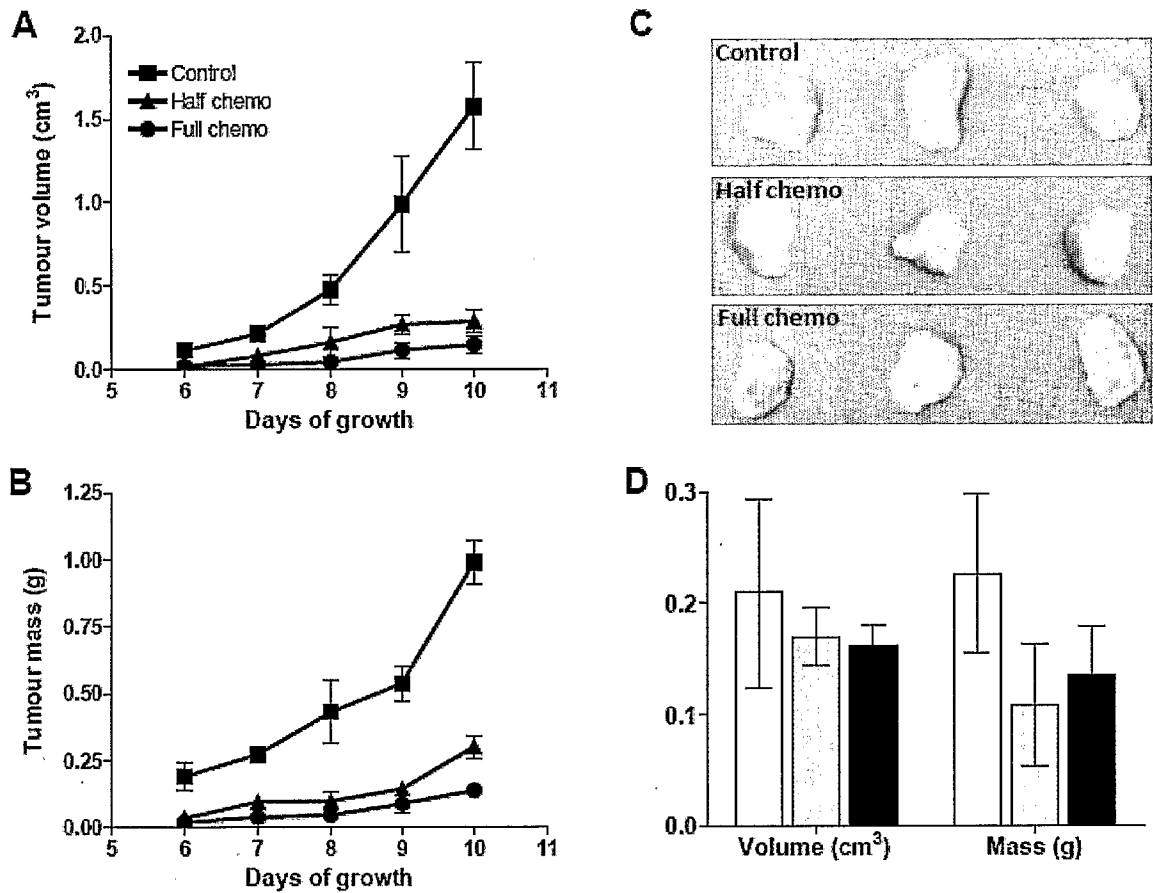 A
Tumour volume (cm3)
2.0
1.5
1.0
0.5
0.0
Control
Half chemo
Full chemo
5 6 7 8 9 10 11
Days of growth
B
Tumour mass (g)
1.25
1.00
0.75
0.50
0.25
0.00
5 6 7 8 9 10 11
Days of growth
C
Control
Half chemo
Full chemo
D
0.3
0.2
0.1
0.0
Volume (cm3) Mass (g)